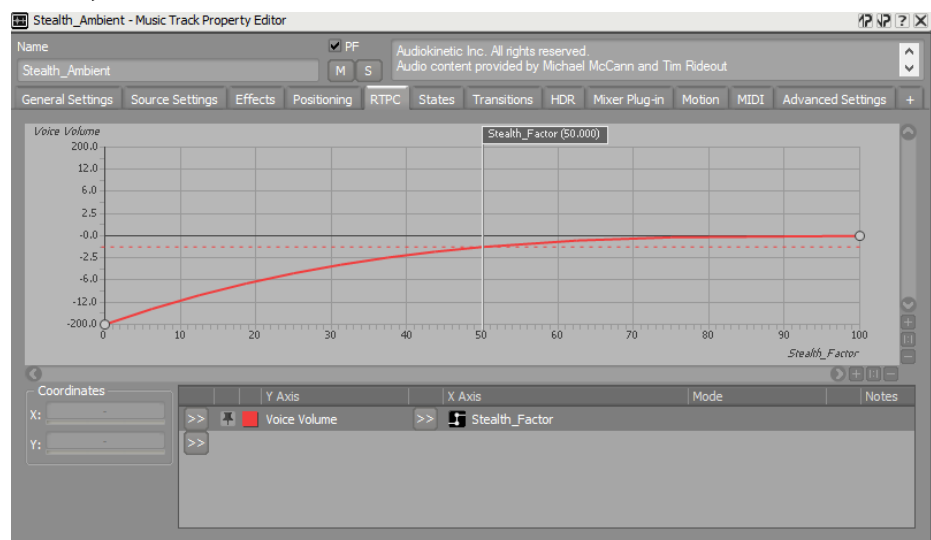 Stealth_Ambient - Music Track Property Editor
Name
PF
Audiokinetic Inc. All rights reserved.
Audio content provided by Michael McCann and Tim Rideout
Stealth_Ambient
M S
General Settings Source Settings Effects Positioning RTPC States Transitions HDR Mixer Plug-in Motion MIDI Advanced Settings +
Voice Volume
Stealth_Factor (50.000)
200.0
12.0
6.0
2.5
-0.0
-2.5
-6.0
-12.0
-200.0
0 10 20 30 40 50 60 70 80 90 100
Stealth_Factor
1:1
Coordinates
Y Axis X Axis Mode Notes
X: -
>> Voice Volume >> Stealth_Factor
Y: -
>>